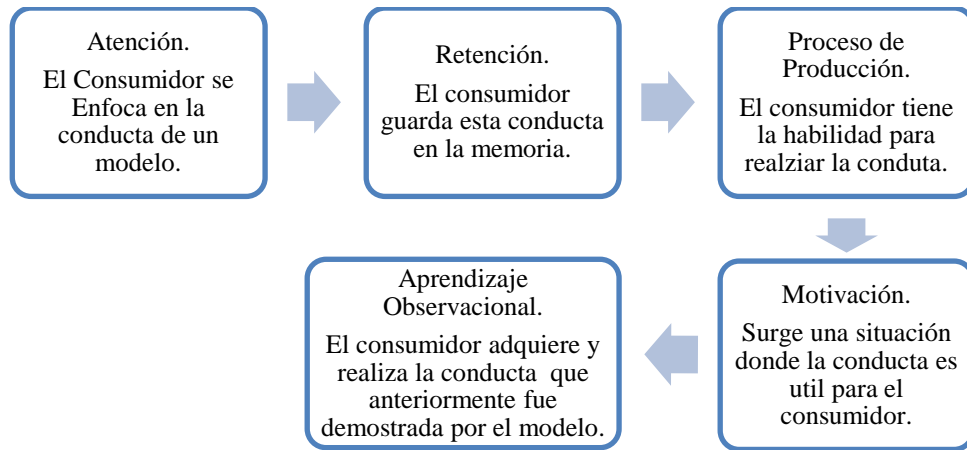 Atención.
El Consumidor se
Enfoca en la
conducta de un
modelo.
Retención.
El consumidor
guarda esta conducta
en la memoria.
Proceso de
Producción.
El consumidor tiene
la habilidad para
realziar la conduta.
Motivación.
Surge una situación
donde la conducta es
util para el
consumidor.
Aprendizaje
Observacional.
El consumidor adquiere y
realiza la conducta que
anteriormente fue
demostrada por el modelo.